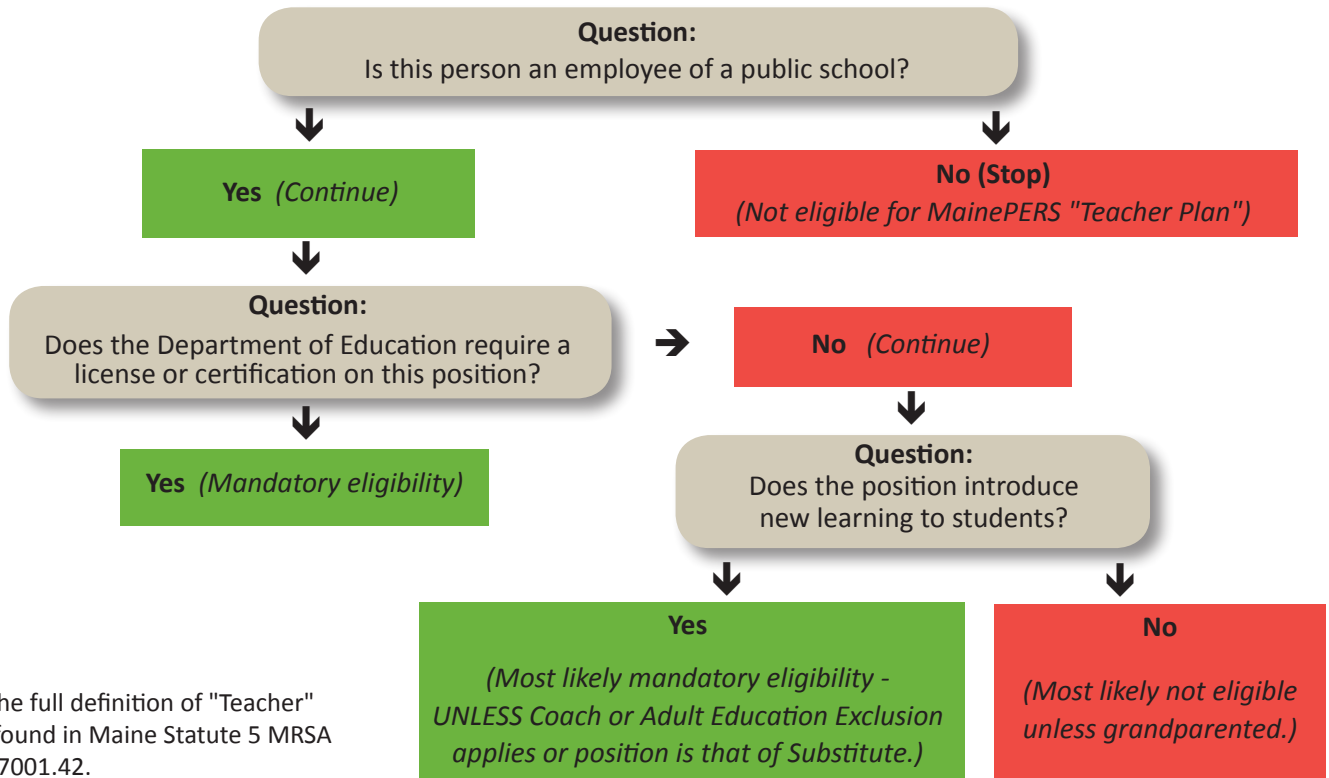 Question:
Is this person an employee of a public school?
Yes (Continue)
No (Stop)
(Not eligible for MainePERS "Teacher Plan")
Question:
Does the Department of Education require a
license or certification on this position?
No (Continue)
Yes (Mandatory eligibility)
Question:
Does the position introduce
new learning to students?
Yes
(Most likely mandatory eligibility -
UNLESS Coach or Adult Education Exclusion
applies or position is that of Substitute.)
No
(Most likely not eligible
unless grandparented.)
he full definition of "Teacher"
found in Maine Statute 5 MRSA
7001.42.